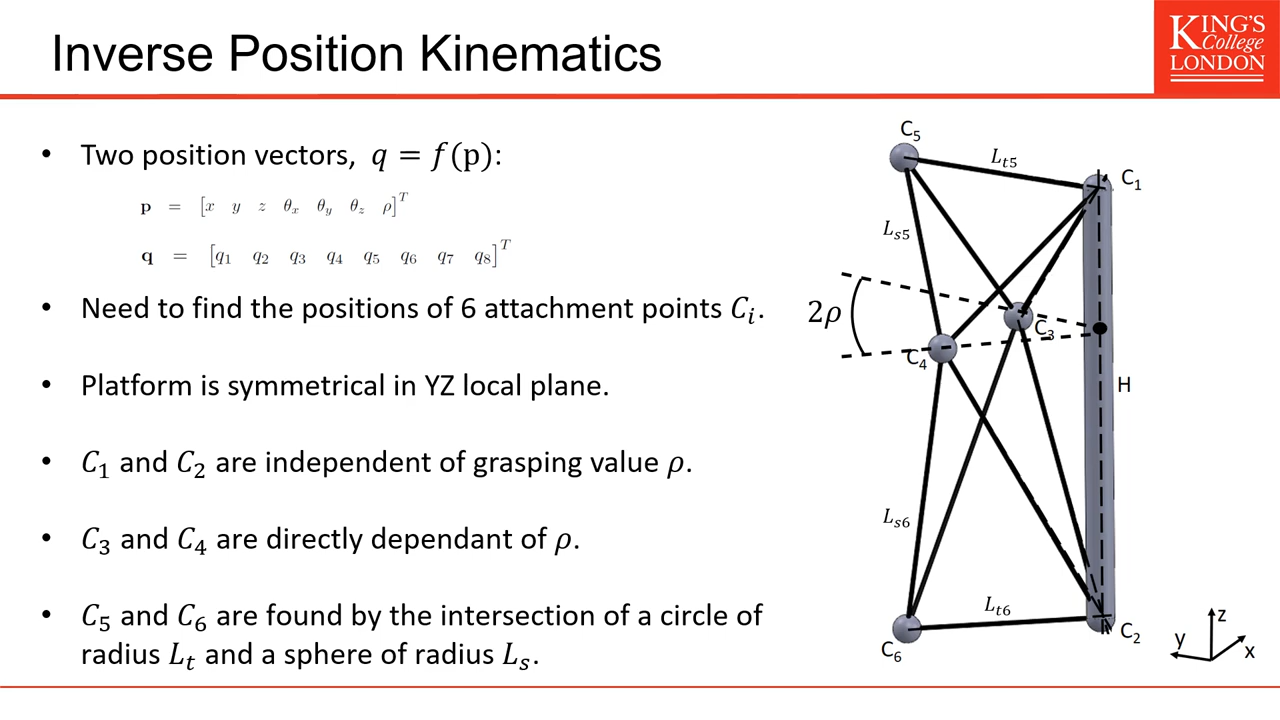 Inverse Position Kinematics
KING'S
College
LONDON
• Two position vectors, q = f(p):
p = [x y z θx θy θz ρ]^T
q = [q1 q2 q3 q4 q5 q6 q7 q8]^T
• Need to find the positions of 6 attachment points Ci.
• Platform is symmetrical in YZ local plane.
• C1 and C2 are independent of grasping value ρ.
• C3 and C4 are directly dependant of ρ.
• C5 and C6 are found by the intersection of a circle of
radius Lt and a sphere of radius Ls.
C5
Lt5
C1
Ls5
2ρ
C3
C4
H
Ls6
Lt6
C6
C2
z
y
x